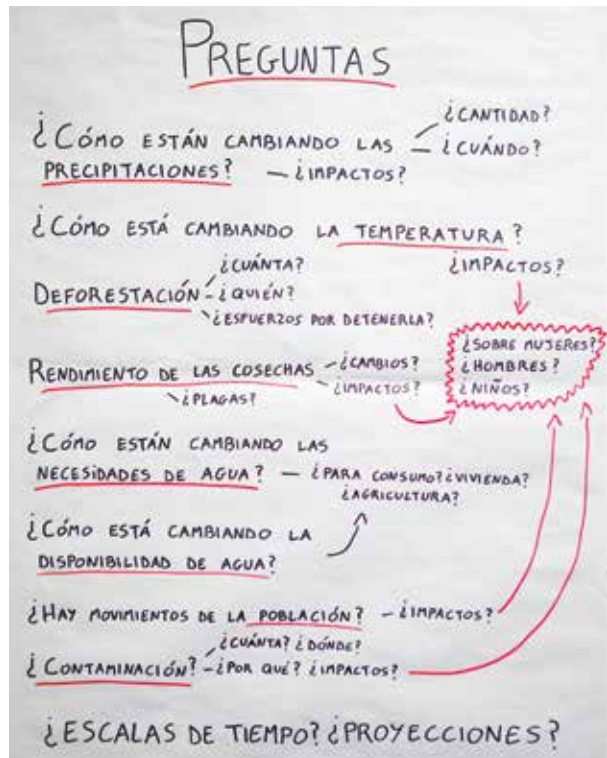 PREGUNTAS
¿CÓMO ESTÁN CAMBIANDO LAS
¿CANTIDAD?
¿CUÁNDO?
PRECIPITACIONES? – ¿IMPACTOS?
¿CÓMO ESTÁ CAMBIANDO LA TEMPERATURA?
¿IMPACTOS?
DEFORESTACIÓN
¿CUÁNTA?
¿QUIÉN?
¿ESFUERZOS POR DETENERLA?
¿SOBRE MUJERES?
¿HOMBRES?
¿NIÑOS?
RENDIMIENTO DE LAS COSECHAS – ¿CAMBIOS?
¿IMPACTOS?
¿PLAGAS?
¿CÓMO ESTÁN CAMBIANDO LAS
NECESIDADES DE AGUA? – ¿PARA CONSUMO? ¿VIVIENDA?
¿AGRICULTURA?
¿CÓMO ESTÁ CAMBIANDO LA
DISPONIBILIDAD DE AGUA?
¿HAY MOVIMIENTOS DE LA POBLACIÓN? – ¿IMPACTOS?
¿CUÁNTA? ¿DÓNDE?
¿CONTAMINACIÓN? – ¿POR QUÉ? ¿IMPACTOS?
¿ESCALAS DE TIEMPO? ¿PROYECCIONES?